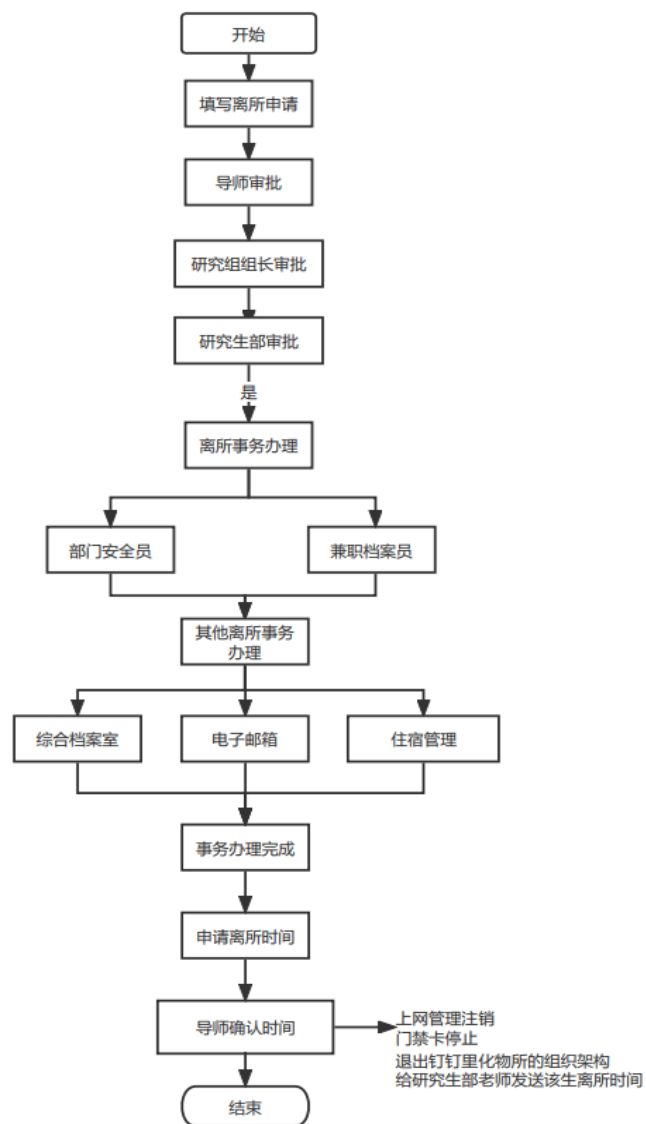 开始
填写离所申请
导师审批
研究组组长审批
研究生部审批
是
离所事务办理
部门安全员
兼职档案员
其他离所事务
办理
综合档案室
电子邮箱
住宿管理
事务办理完成
申请离所时间
导师确认时间
上网管理注销
门禁卡停止
退出钉钉里化物所的组织架构
给研究生部老师发送该生离所时间
结束